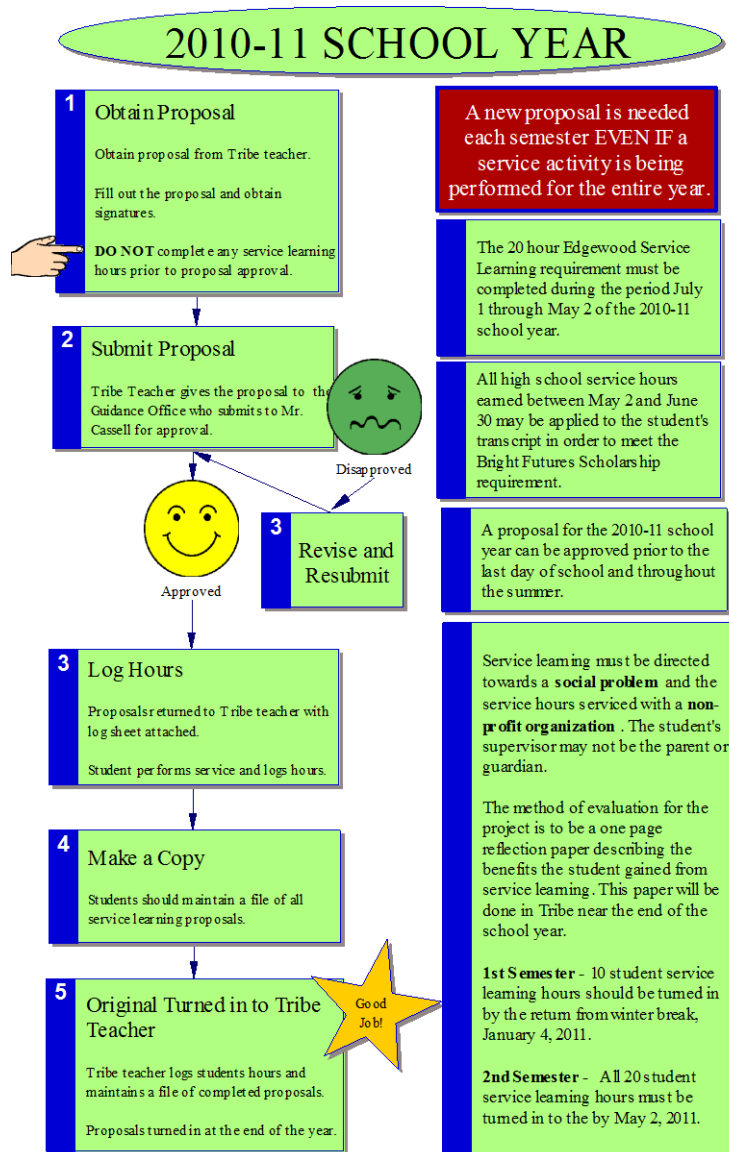 2010-11 SCHOOL YEAR
1
Obtain Proposal
Obtain proposal from Tribe teacher.
Fill out the proposal and obtain
signatures.
DO NOT complete any service learning
hours prior to proposal approval.
2
Submit Proposal
Tribe Teacher gives the proposal to the
Guidance Office who submits to Mr.
Cassell for approval.
Disapproved
Approved
3
Revise and
Resubmit
3
Log Hours
Proposals returned to Tribe teacher with
log sheet attached.
Student performs service and logs hours.
4
Make a Copy
Students should maintain a file of all
service learning proposals.
5
Original Turned in to Tribe
Teacher
Tribe teacher logs students hours and
maintains a file of completed proposals.
Proposals turned in at the end of the year.
Good
Job!
A new proposal is needed
each semester EVEN IF a
service activity is being
performed for the entire year.
The 20 hour Edgewood Service
Learning requirement must be
completed during the period July
1 through May 2 of the 2010-11
school year.
All high school service hours
earned between May 2 and June
30 may be applied to the student's
transcript in order to meet the
Bright Futures Scholarship
requirement.
A proposal for the 2010-11 school
year can be approved prior to the
last day of school and throughout
the summer.
Service learning must be directed
towards a social problem and the
service hours serviced with a non-
profit organization . The student's
supervisor may not be the parent or
guardian.
The method of evaluation for the
project is to be a one page
reflection paper describing the
benefits the student gained from
service learning. This paper will be
done in Tribe near the end of the
school year.
1st Semester - 10 student service
learning hours should be turned in
by the return from winter break,
January 4, 2011.
2nd Semester - All 20 student
service learning hours must be
turned in to the by May 2, 2011.